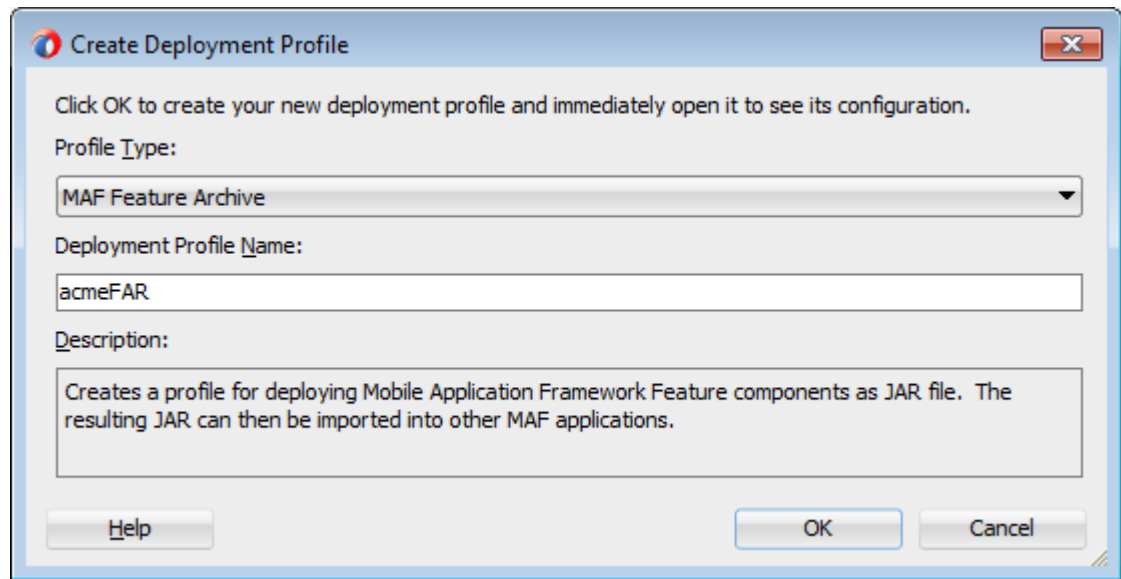 Create Deployment Profile
Click OK to create your new deployment profile and immediately open it to see its configuration.
Profile Type:
MAF Feature Archive
Deployment Profile Name:
acmeFAR
Description:
Creates a profile for deploying Mobile Application Framework Feature components as JAR file.  The
resulting JAR can then be imported into other MAF applications.
Help OK Cancel